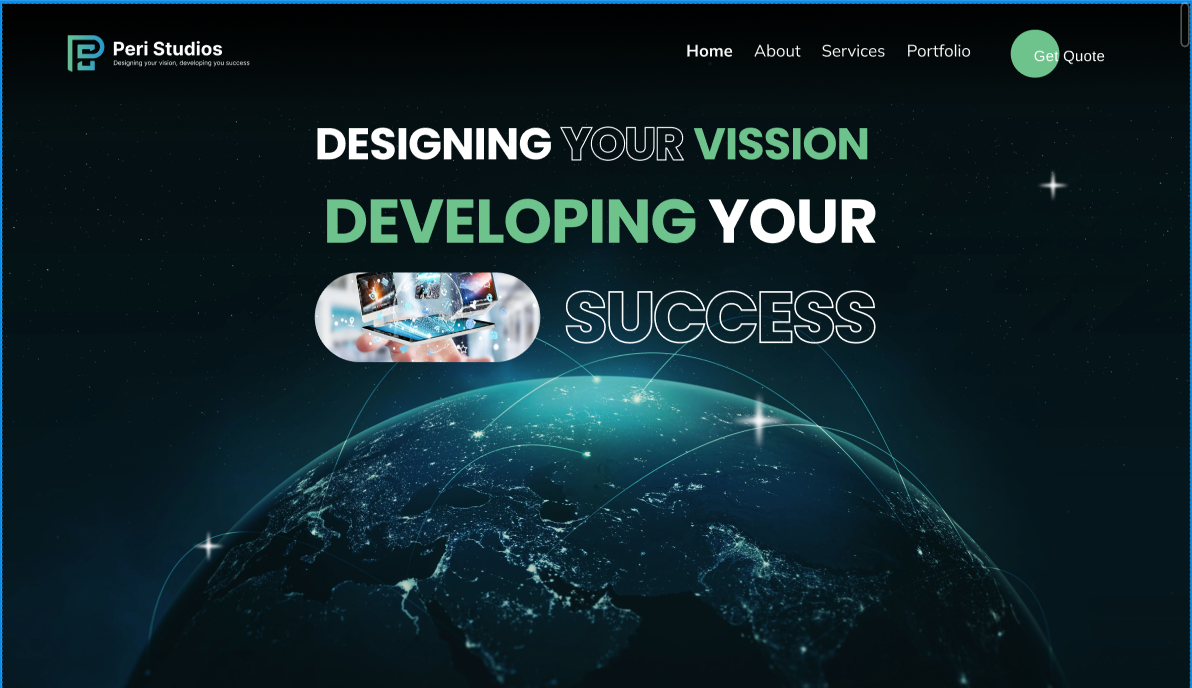 Peri Studios
Designing your vision, developing you success
Home About Services Portfolio
Get Quote
DESIGNING YOUR VISSION
DEVELOPING YOUR
SUCCESS